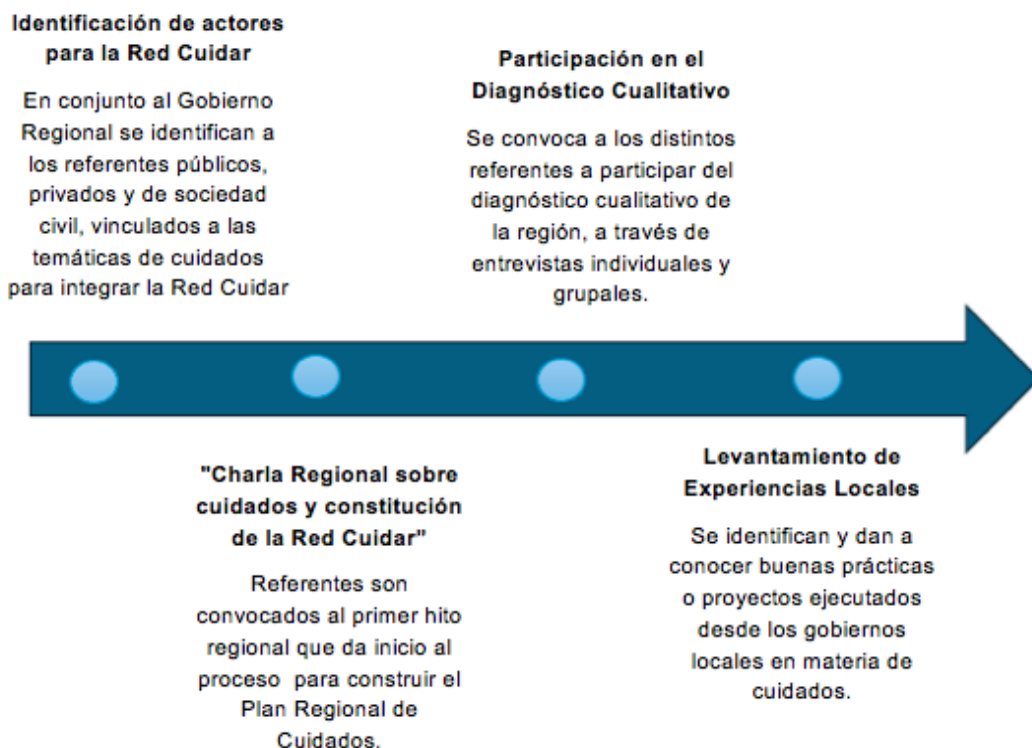 Identificación de actores
para la Red Cuidar
En conjunto al Gobierno
Regional se identifican a
los referentes públicos,
privados y de sociedad
civil, vinculados a las
temáticas de cuidados
para integrar la Red Cuidar
"Charla Regional sobre
cuidados y constitución
de la Red Cuidar"
Referentes son
convocados al primer hito
regional que da inicio al
proceso para construir el
Plan Regional de
Cuidados.
Participación en el
Diagnóstico Cualitativo
Se convoca a los distintos
referentes a participar del
diagnóstico cualitativo de
la región, a través de
entrevistas individuales y
grupales.
Levantamiento de
Experiencias Locales
Se identifican y dan a
conocer buenas prácticas
o proyectos ejecutados
desde los gobiernos
locales en materia de
cuidados.